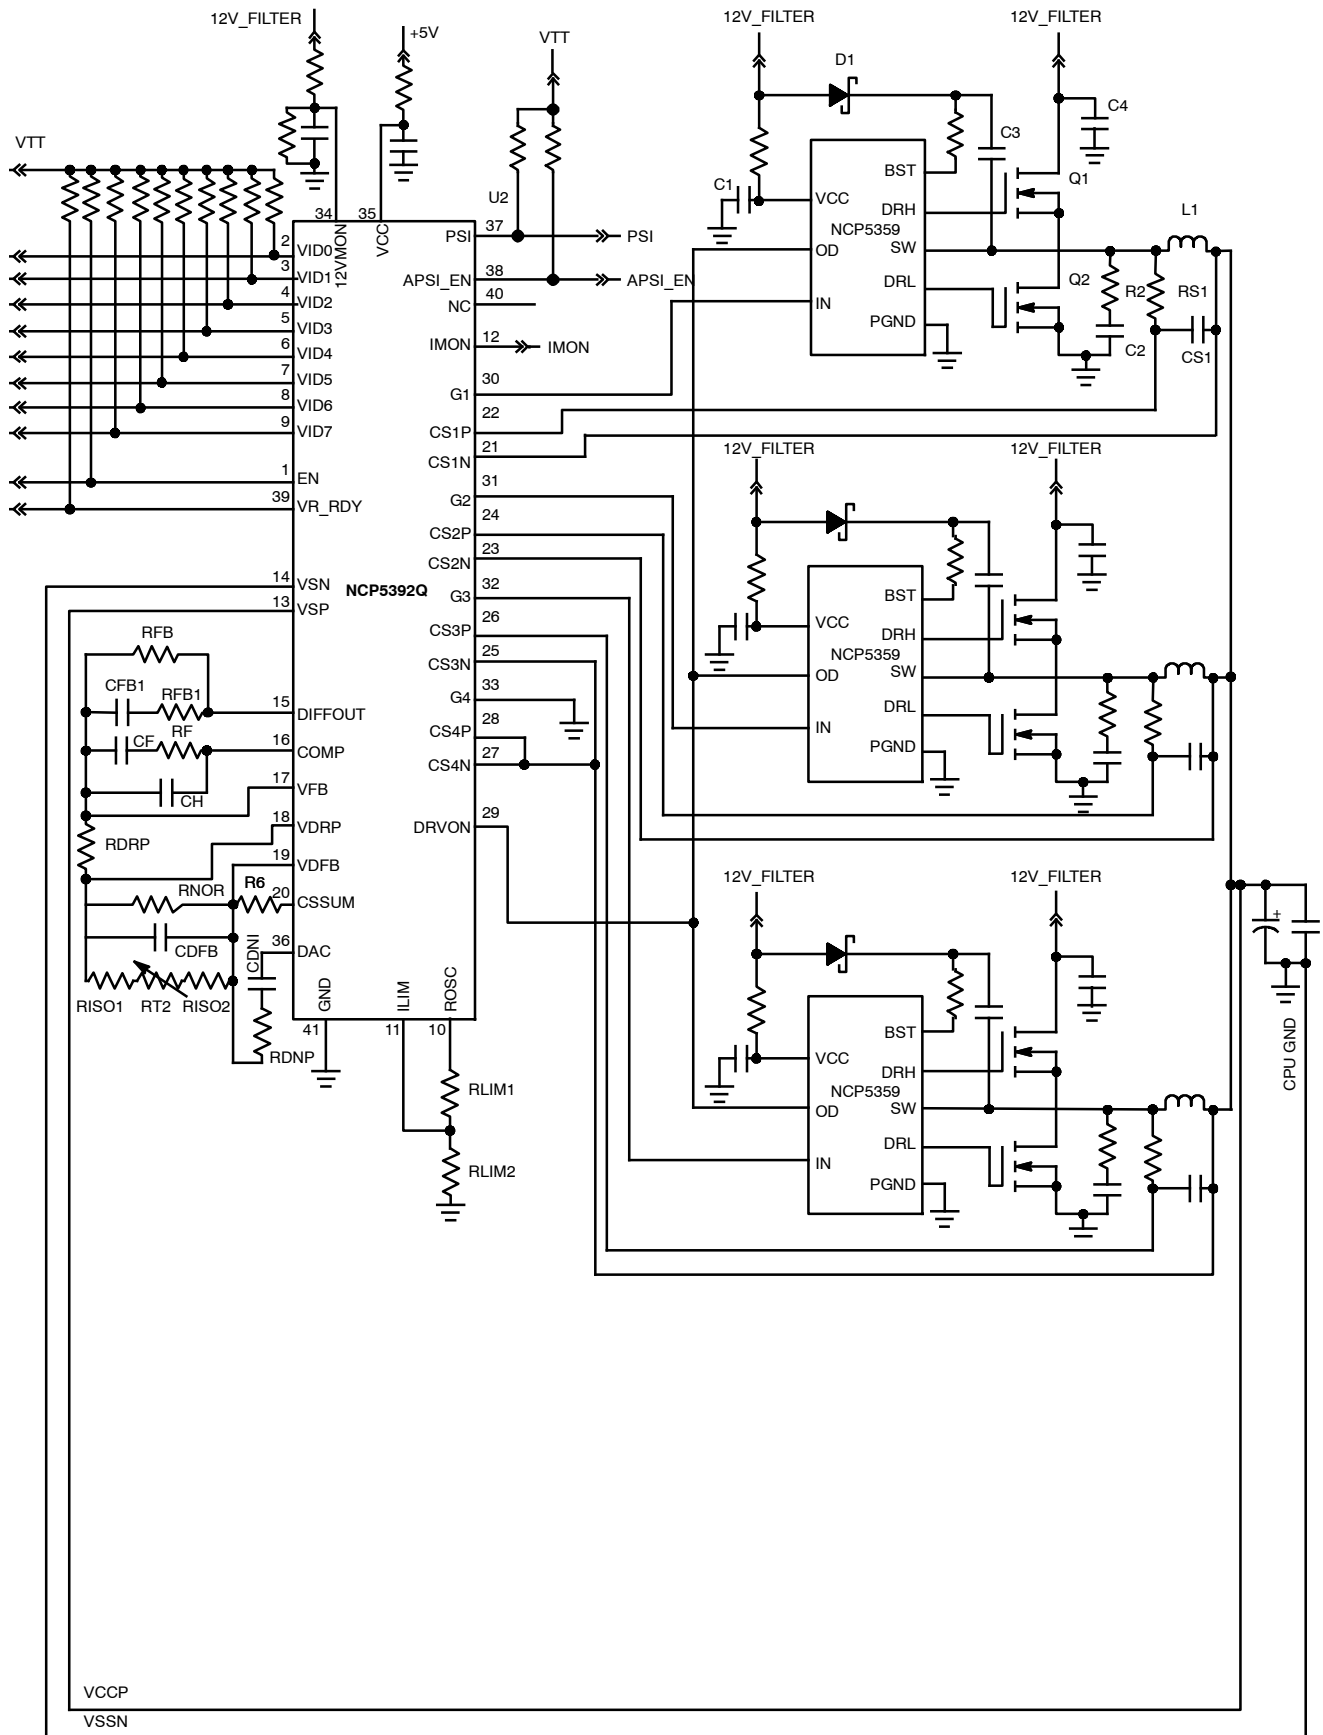 12V_FILTER
+5V
VTT
12V_FILTER
12V_FILTER
D1
C4
C3
VTT
U2
C1
BST
VCC
DRH
NCP5359
SW
OD
DRL
IN
PGND
Q1
L1
Q2
R2
RS1
C2
CS1
34
35
12VMON
VCC
2
VID0
3
VID1
4
VID2
5
VID3
6
VID4
7
VID5
8
VID6
9
VID7
1
EN
39
VR_RDY
14
VSN
13
VSP
NCP5392Q
PSI
37
PSI
APSI_EN
38
APSI_EN
NC
40
IMON
12
IMON
30
G1
22
CS1P
21
CS1N
31
G2
24
CS2P
23
CS2N
32
G3
26
CS3P
25
CS3N
33
G4
28
CS4P
27
CS4N
29
DRVON
12V_FILTER
12V_FILTER
BST
VCC
DRH
NCP5359
SW
OD
DRL
IN
PGND
RFB
CFB1
RFB1
15
DIFFOUT
CF
RF
16
COMP
CH
17
VFB
18
VDRP
RDRP
19
VDFB
RNOR
R6
20
CSSUM
CDFB
36
DAC
CDNI
RISO1
RT2
RISO2
RDNP
GND
ILIM
ROSC
41
11
10
RLIM1
RLIM2
12V_FILTER
12V_FILTER
BST
VCC
DRH
NCP5359
SW
OD
DRL
IN
PGND
+
CPU GND
VCCP
VSSN